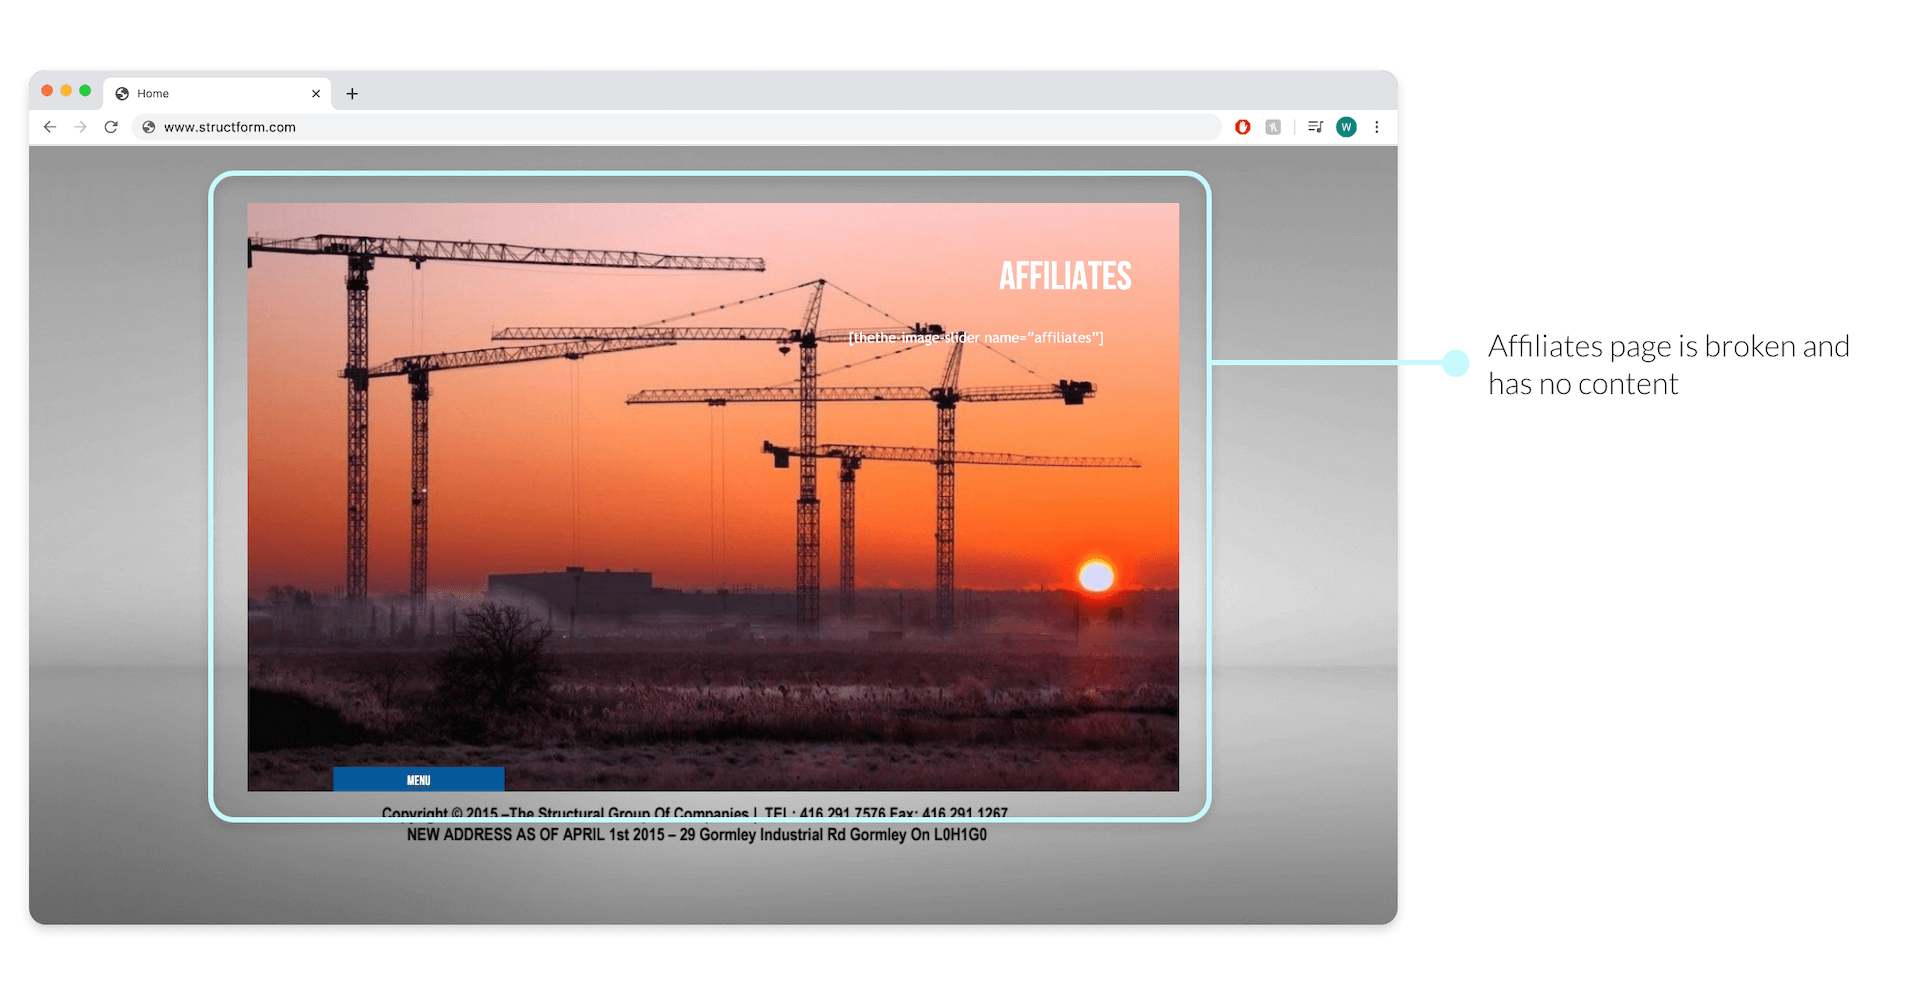 Home
www.structform.com
W
AFFILIATES
[thethe-image-slider name="affiliates"]
Affiliates page is broken and
has no content
MENU
Copyright © 2015 –The Structural Group Of Companies | TEL: 416 291 7576 Fax: 416 291 1267
NEW ADDRESS AS OF APRIL 1st 2015 – 29 Gormley Industrial Rd Gormley On L0H1G0